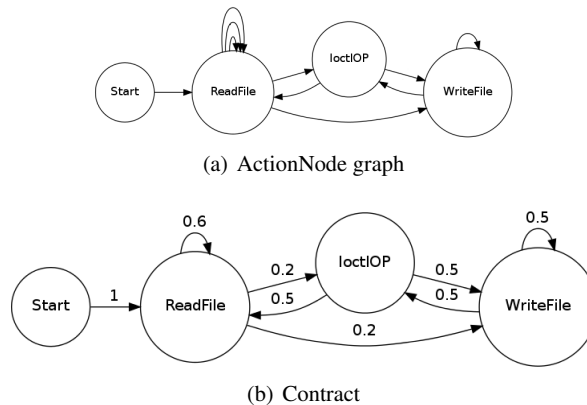 Start
ReadFile
IoctlOP
WriteFile
(a) ActionNode graph
0.6
0.5
Start
1
ReadFile
0.2
0.5
IoctlOP
0.5
0.5
WriteFile
0.2
(b) Contract